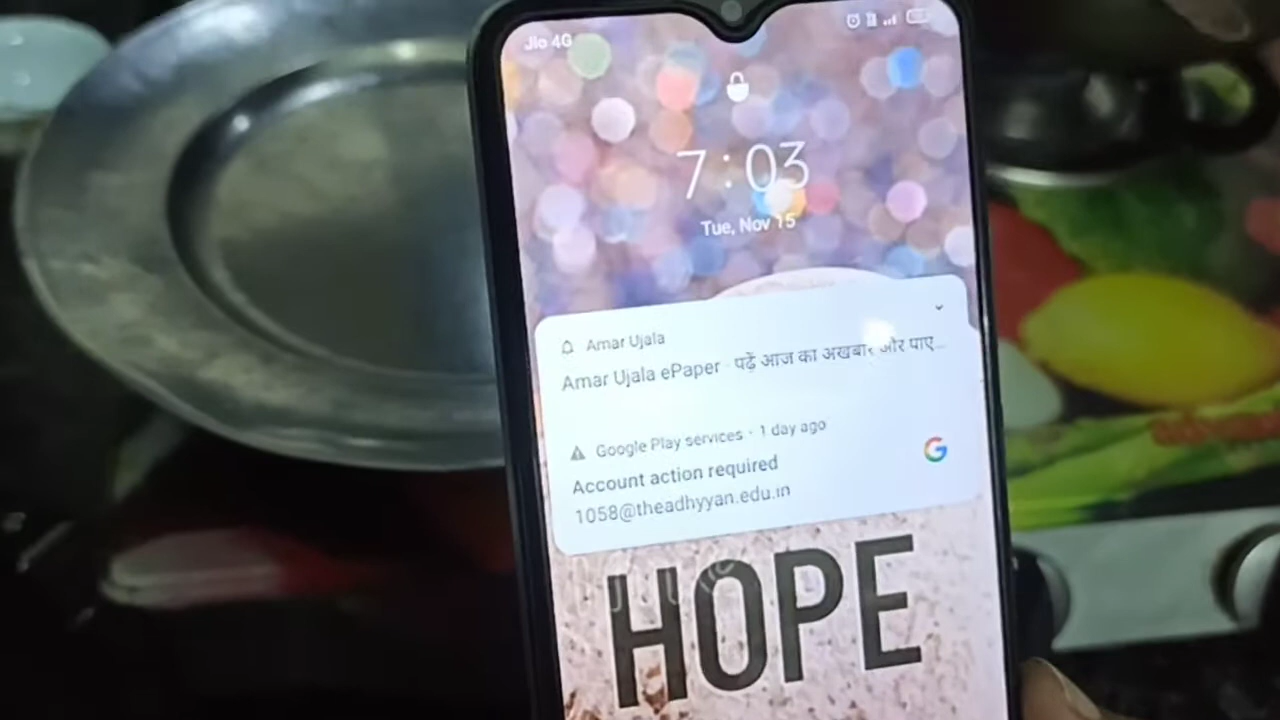 Jio 4G
7:03
Tue, Nov 15
Amar Ujala
Amar Ujala ePaper - पढ़ें आज का अखबार और पाए...
Google Play services · 1 day ago
Account action required
1058@theadhyyan.edu.in
HOPE